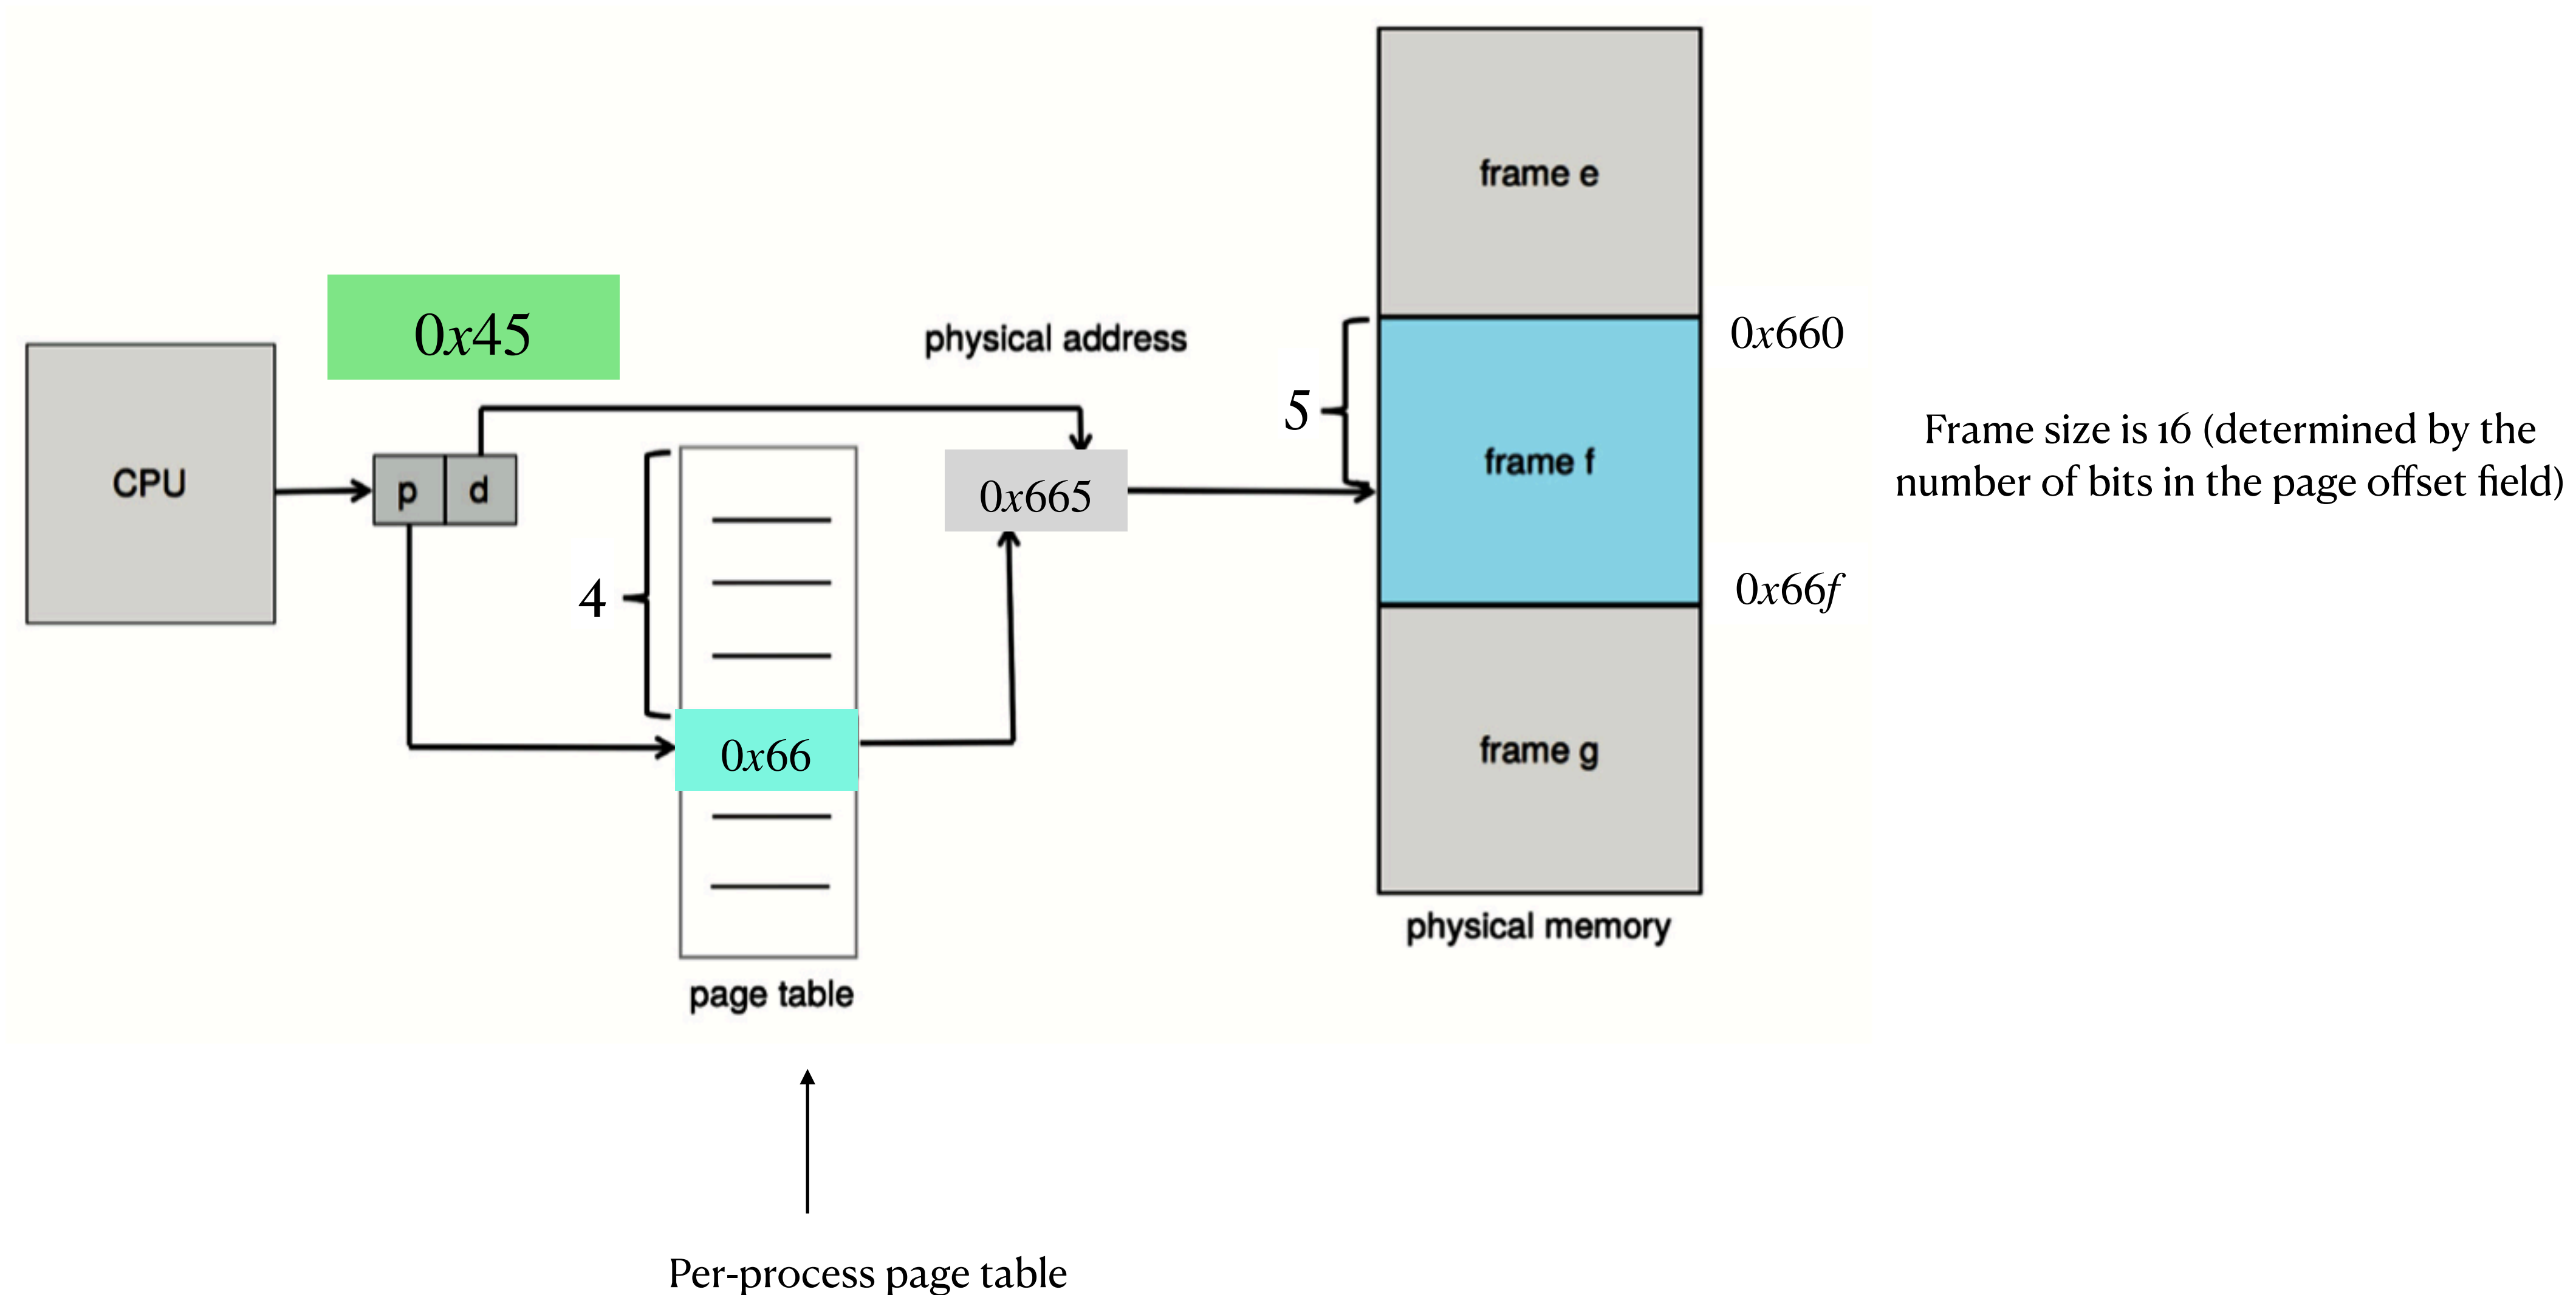 frame e
0x45
physical address
0x660
CPU
5
frame f
Frame size is 16 (determined by the
number of bits in the page offset field)
p d
0x665
4
0x66f
0x66
frame g
physical memory
page table
Per-process page table